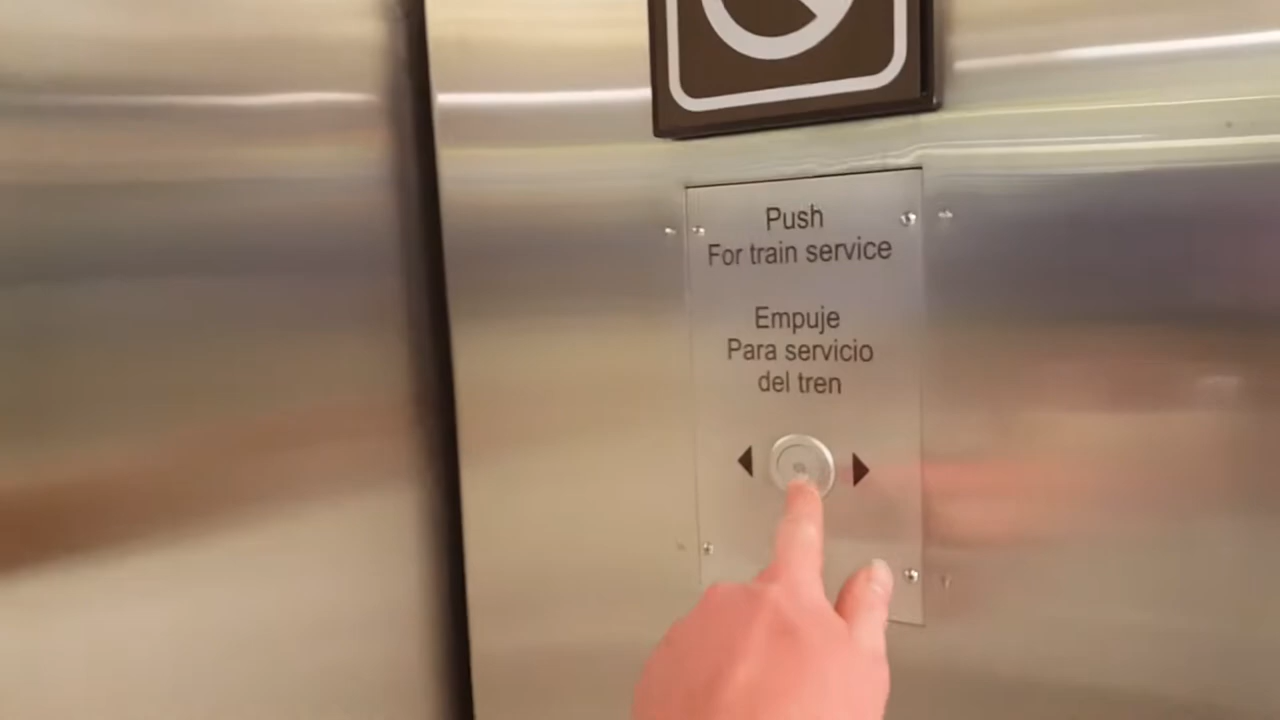 Push
For train service
Empuje
Para servicio
del tren